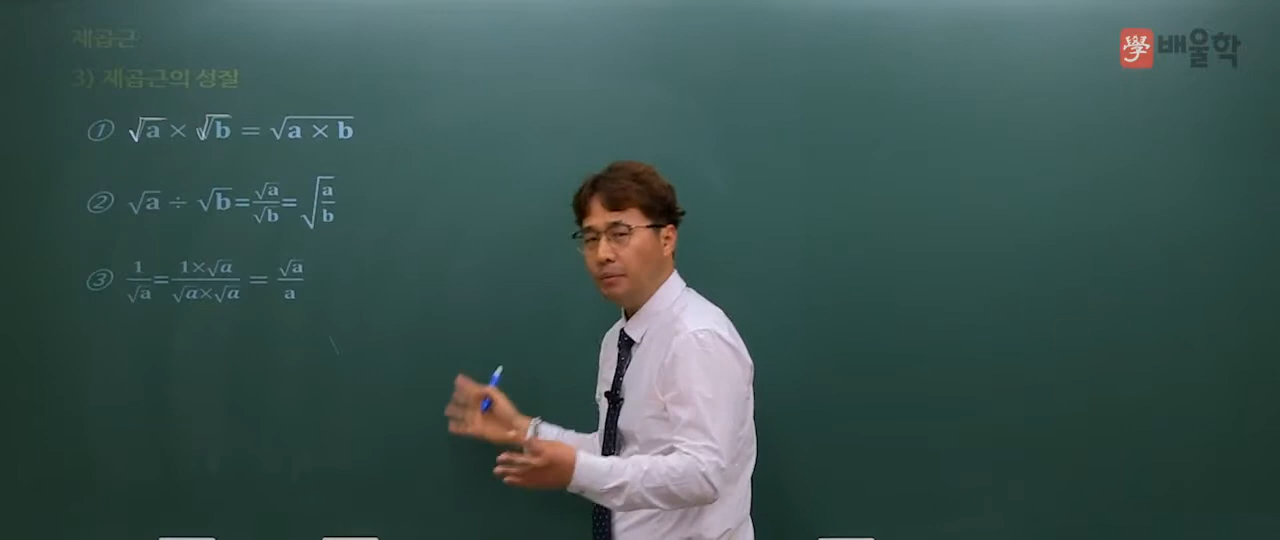 제곱근
學 배울학
3) 제곱근의 성질
① √a × √b = √(a × b)
② √a ÷ √b=√a/√b=√(a/b)
③ 1/√a=(1×√a)/(√a×√a) = √a/a